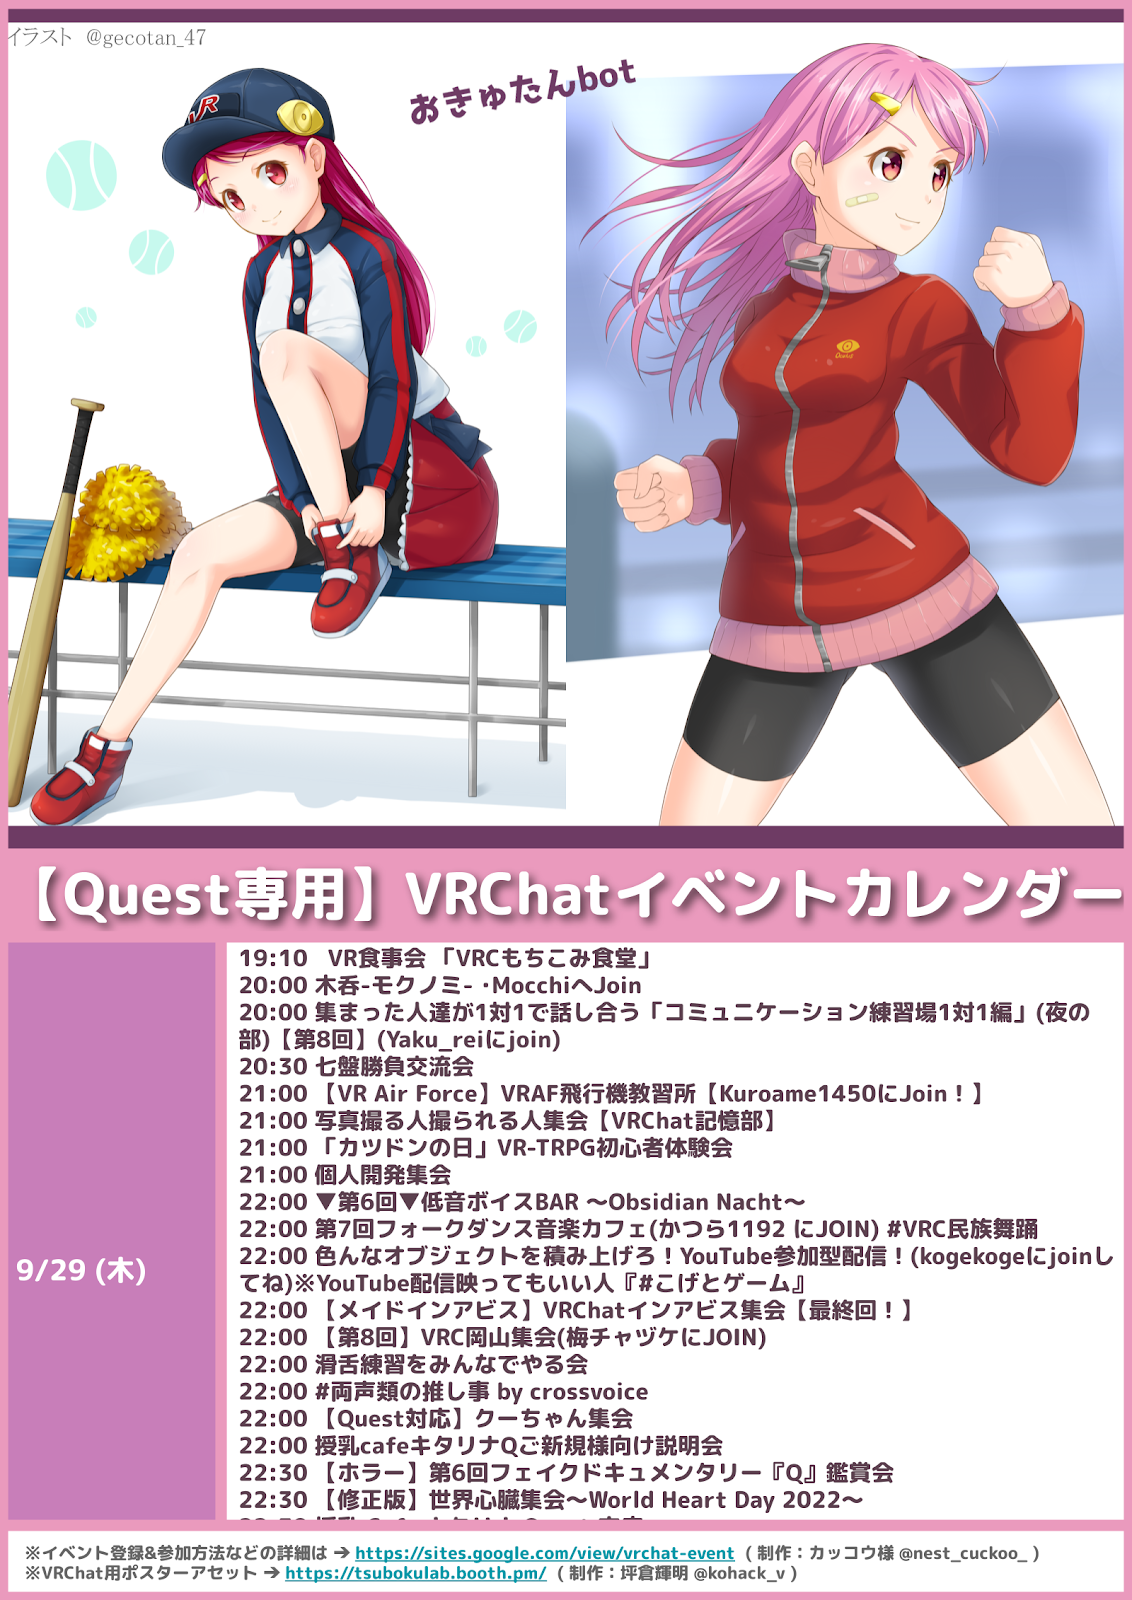 イラスト @gecotan_47
おきゅたんbot
VR
Quest
【Quest専用】VRChatイベントカレンダー
9/29 (木)
19:10 VR食事会 「VRCもちこみ食堂」
20:00 木呑-モクノミ- ･MocchiへJoin
20:00 集まった人達が1対1で話し合う「コミュニケーション練習場1対1編」(夜の
部)【第8回】(Yaku_reiにjoin)
20:30 七盤勝負交流会
21:00 【VR Air Force】VRAF飛行機教習所【Kuroame1450にJoin！】
21:00 写真撮る人撮られる人集会【VRChat記憶部】
21:00 「カツドンの日」VR-TRPG初心者体験会
21:00 個人開発集会
22:00 ▼第6回▼低音ボイスBAR ～Obsidian Nacht～
22:00 第7回フォークダンス音楽カフェ(かつら1192 にJOIN) #VRC民族舞踊
22:00 色んなオブジェクトを積み上げろ！YouTube参加型配信！(kogekogeにjoinし
てね)※YouTube配信映ってもいい人『#こげとゲーム』
22:00 【メイドインアビス】VRChatインアビス集会【最終回！】
22:00 【第8回】VRC岡山集会(梅チャヅケにJOIN)
22:00 滑舌練習をみんなでやる会
22:00 #両声類の推し事 by crossvoice
22:00 【Quest対応】クーちゃん集会
22:00 授乳cafeキタリナQご新規様向け説明会
22:30 【ホラー】第6回フェイクドキュメンタリー『Q』鑑賞会
22:30 【修正版】世界心臓集会～World Heart Day 2022～
※イベント登録&参加方法などの詳細は ➔ https://sites.google.com/view/vrchat-event ( 制作：カッコウ様 @nest_cuckoo_ )
※VRChat用ポスターアセット ➔ https://tsubokulab.booth.pm/ ( 制作：坪倉輝明 @kohack_v )